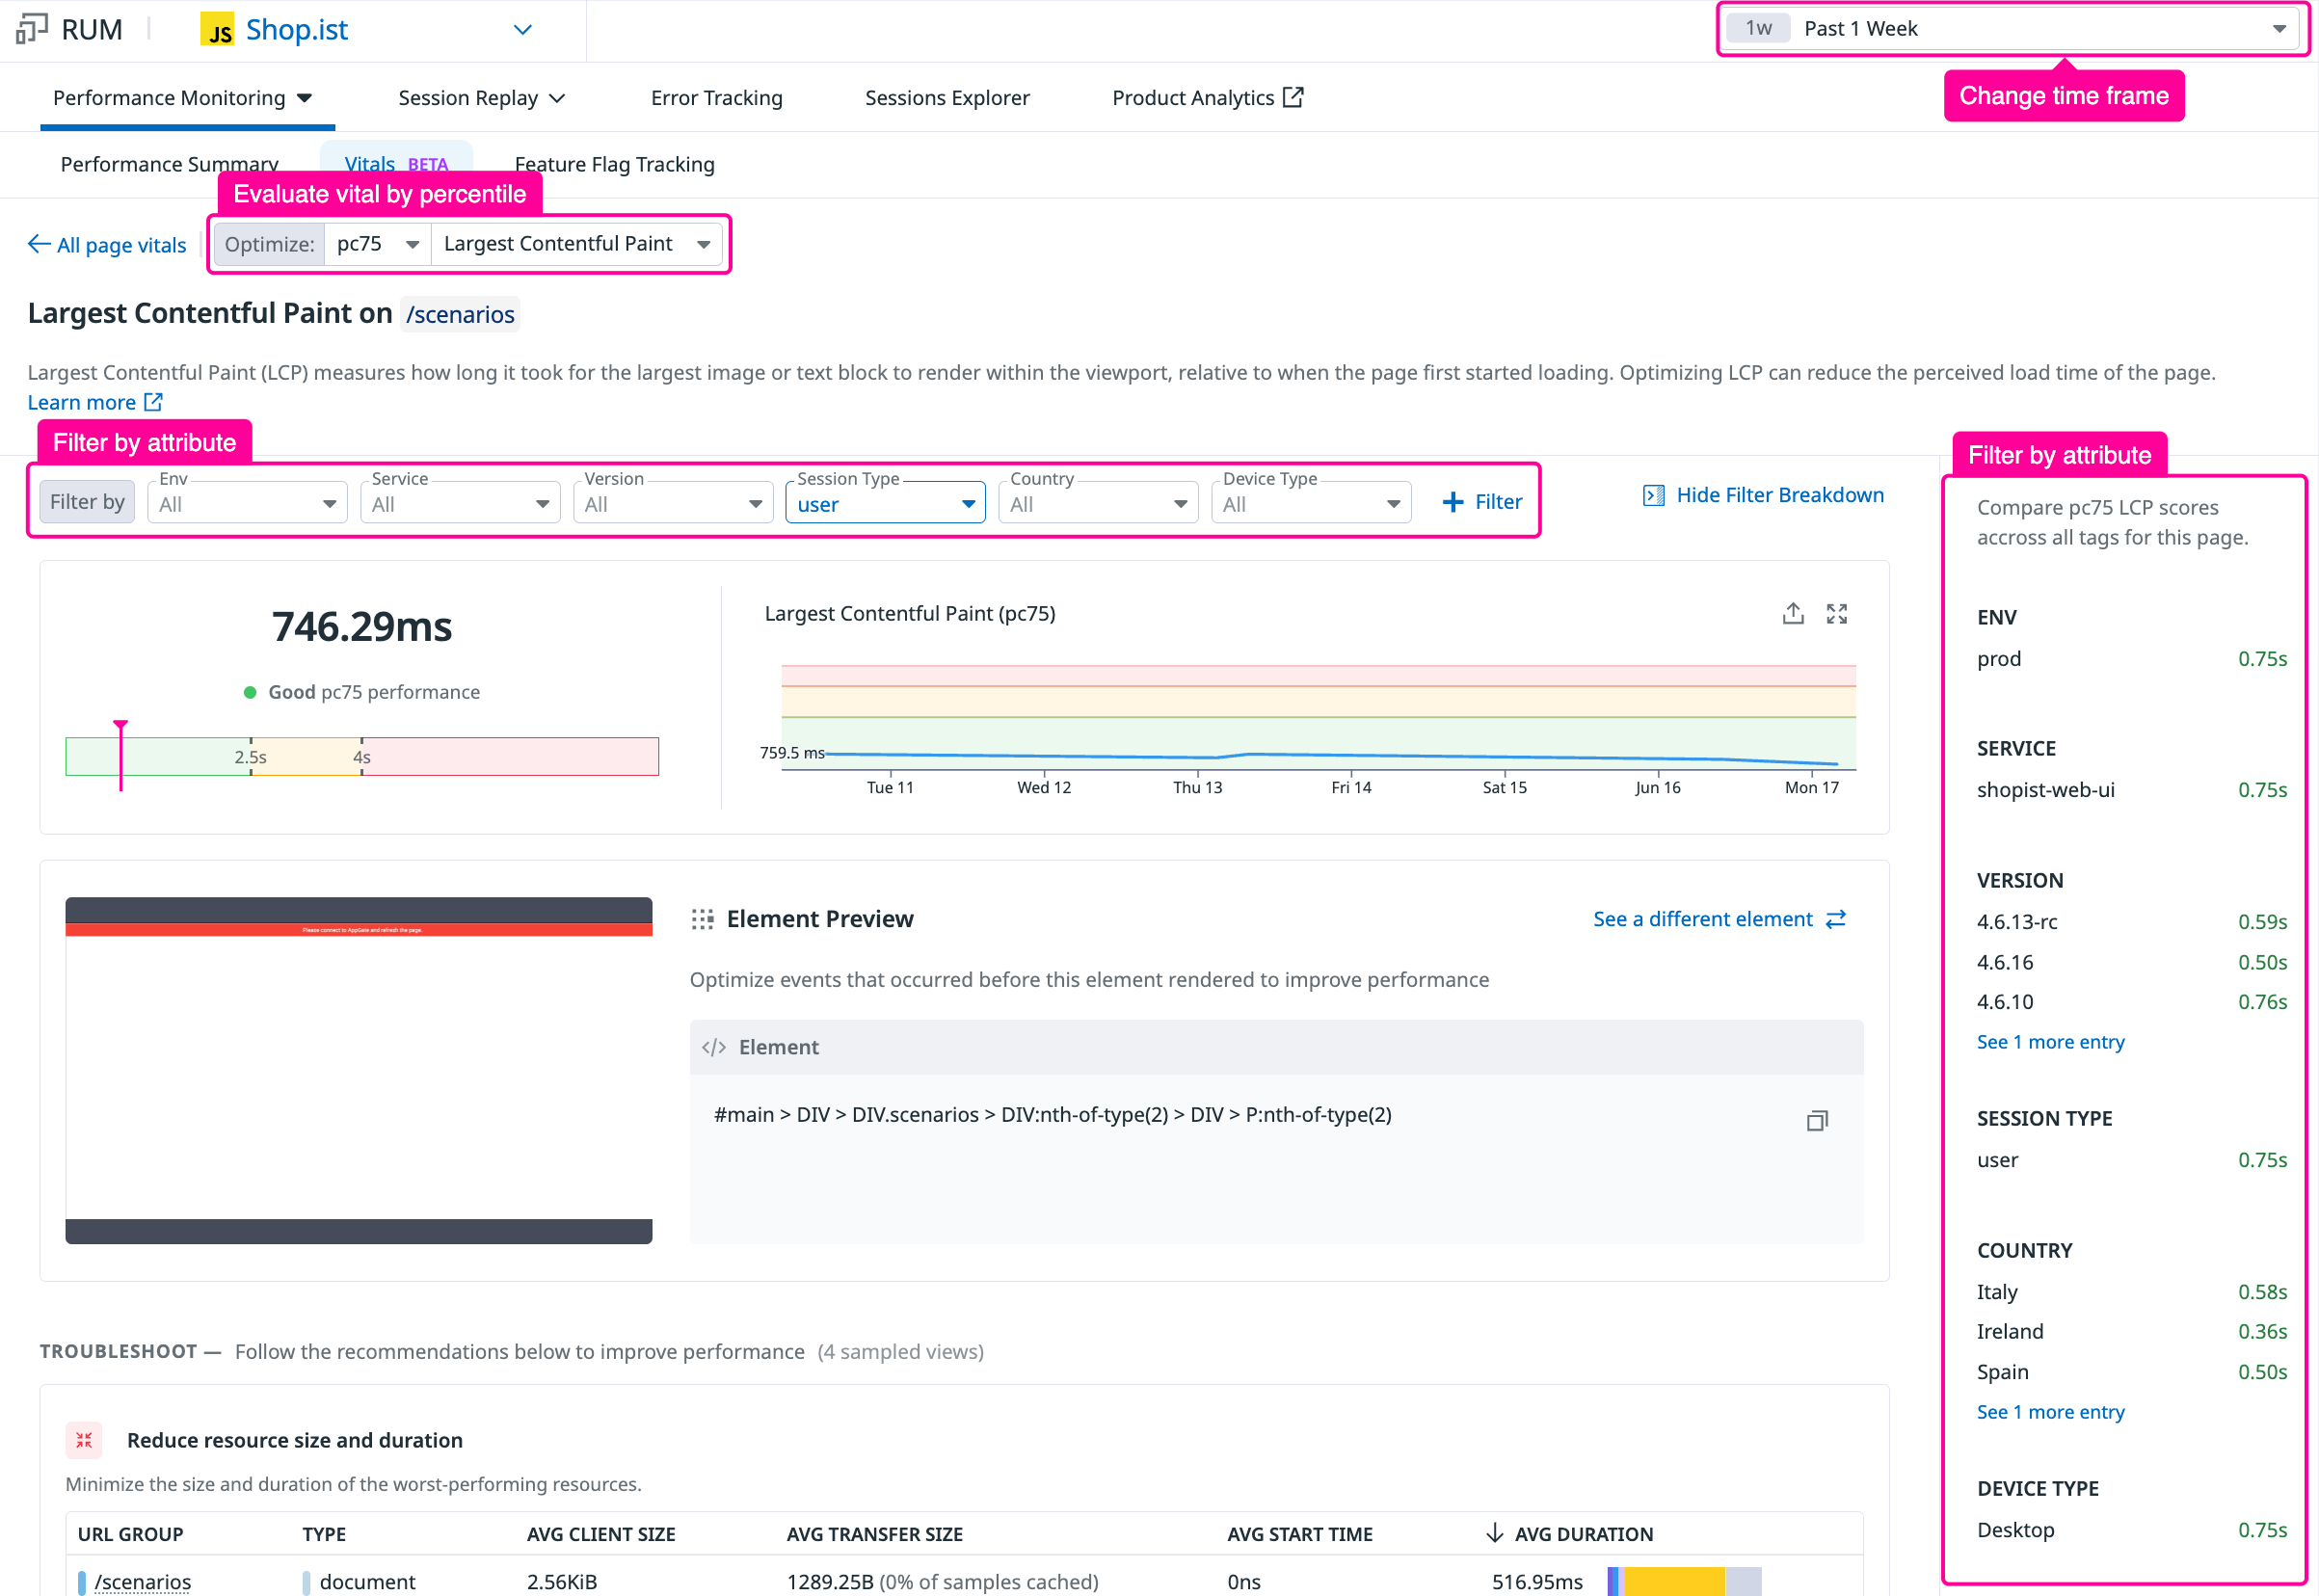 RUM
JS Shop.ist
1w Past 1 Week
Change time frame
Performance Monitoring
Session Replay
Error Tracking
Sessions Explorer
Product Analytics
Performance Summary
Vitals BETA
Feature Flag Tracking
Evaluate vital by percentile
All page vitals
Optimize: pc75 Largest Contentful Paint
Largest Contentful Paint on /scenarios
Largest Contentful Paint (LCP) measures how long it took for the largest image or text block to render within the viewport, relative to when the page first started loading. Optimizing LCP can reduce the perceived load time of the page.
Learn more
Filter by attribute
Filter by
Env All
Service All
Version All
Session Type user
Country All
Device Type All
+ Filter
Hide Filter Breakdown
746.29ms
Good pc75 performance
2.5s 4s
Largest Contentful Paint (pc75)
759.5 ms
Tue 11 Wed 12 Thu 13 Fri 14 Sat 15 Jun 16 Mon 17
Please connect to AppGate and refresh the page.
Element Preview
See a different element
Optimize events that occurred before this element rendered to improve performance
</> Element
#main > DIV > DIV.scenarios > DIV:nth-of-type(2) > DIV > P:nth-of-type(2)
TROUBLESHOOT — Follow the recommendations below to improve performance (4 sampled views)
Reduce resource size and duration
Minimize the size and duration of the worst-performing resources.
URL GROUP TYPE AVG CLIENT SIZE AVG TRANSFER SIZE AVG START TIME AVG DURATION
/scenarios document 2.56KiB 1289.25B (0% of samples cached) 0ns 516.95ms
Filter by attribute
Compare pc75 LCP scores
accross all tags for this page.
ENV
prod 0.75s
SERVICE
shopist-web-ui 0.75s
VERSION
4.6.13-rc 0.59s
4.6.16 0.50s
4.6.10 0.76s
See 1 more entry
SESSION TYPE
user 0.75s
COUNTRY
Italy 0.58s
Ireland 0.36s
Spain 0.50s
See 1 more entry
DEVICE TYPE
Desktop 0.75s